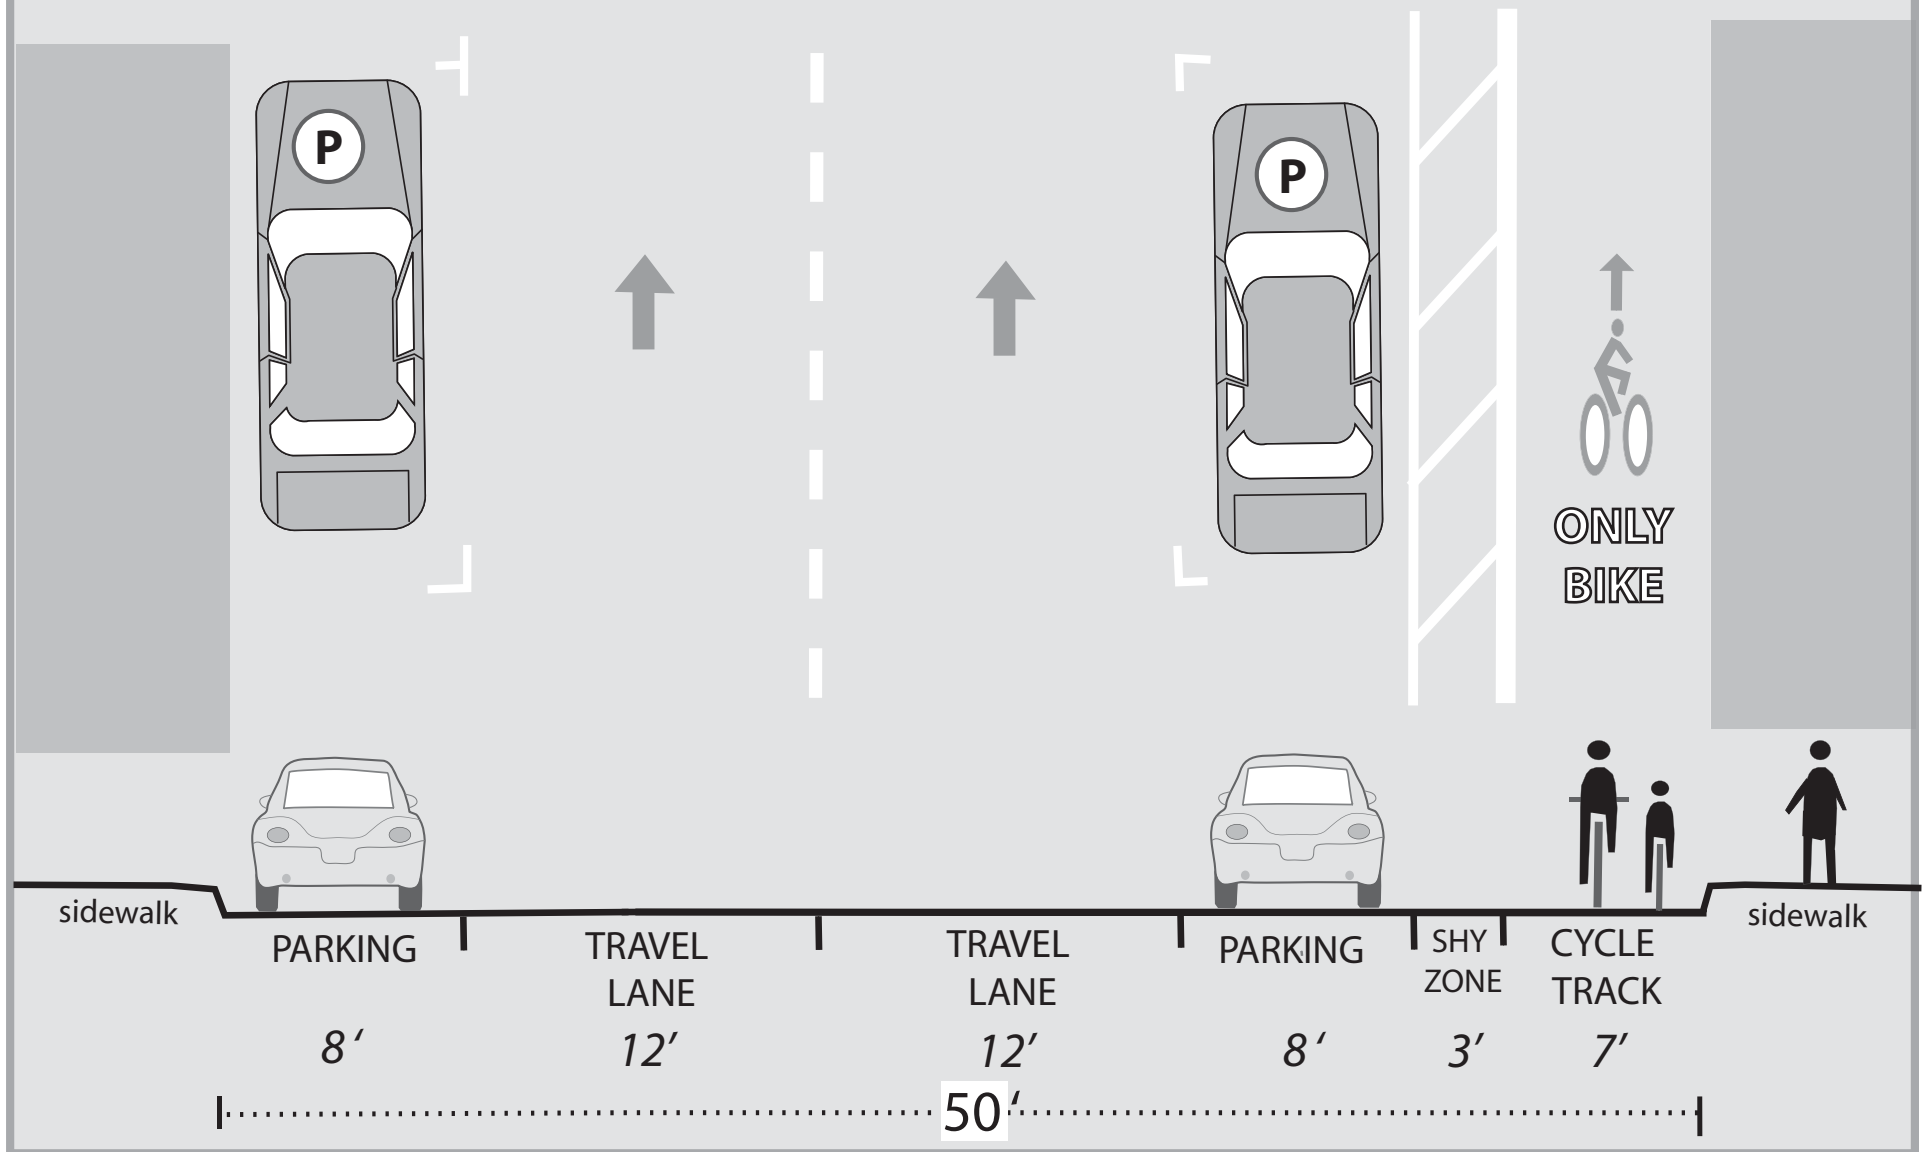 P
P
ONLY
BIKE
sidewalk
sidewalk
PARKING
TRAVEL
LANE
TRAVEL
LANE
PARKING
SHY
ZONE
CYCLE
TRACK
8‘
12’
12’
8‘
3’
7’
50‘